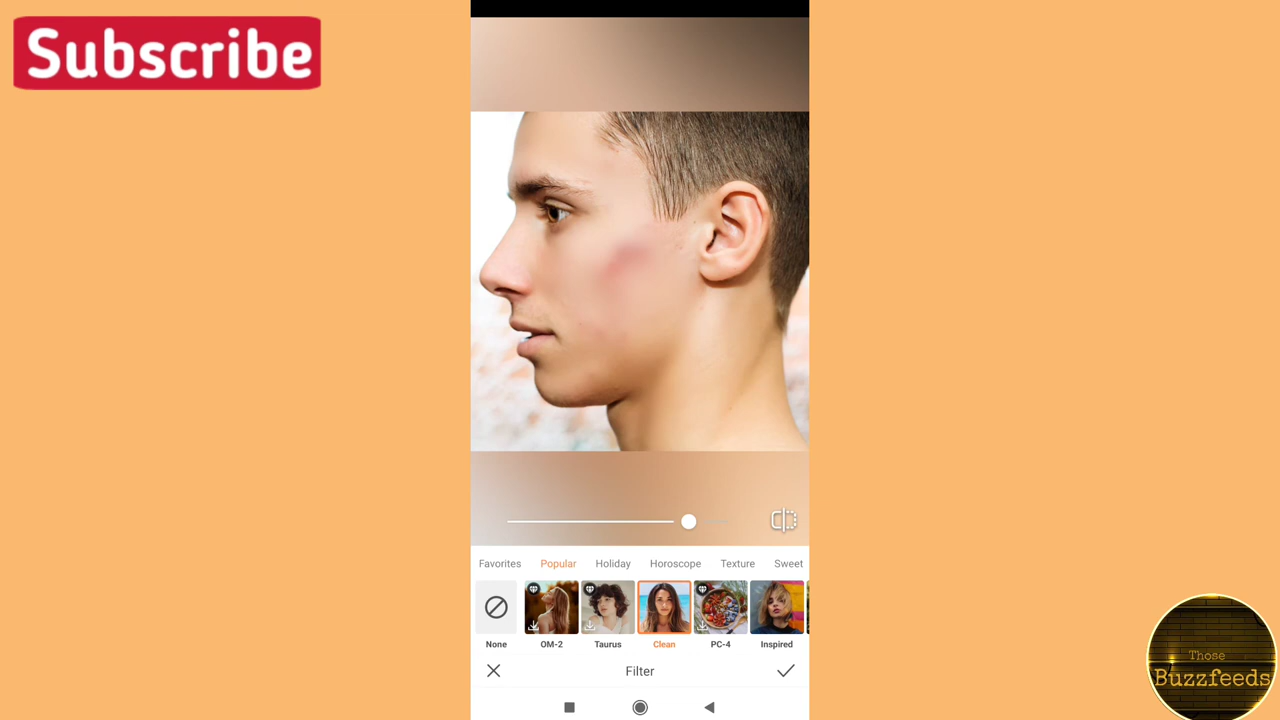 Subscribe
Favorites Popular Holiday Horoscope Texture Sweet
None OM-2 Taurus Clean PC-4 Inspired
Filter
Those
Buzzfeeds